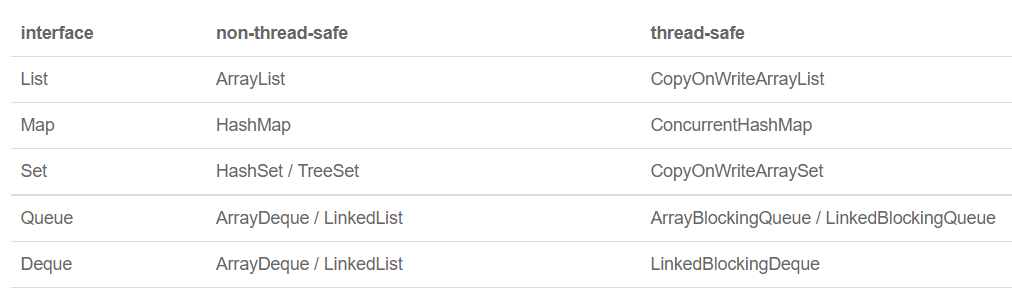 interface non-thread-safe thread-safe
List ArrayList CopyOnWriteArrayList
Map HashMap ConcurrentHashMap
Set HashSet / TreeSet CopyOnWriteArraySet
Queue ArrayDeque / LinkedList ArrayBlockingQueue / LinkedBlockingQueue
Deque ArrayDeque / LinkedList LinkedBlockingDeque